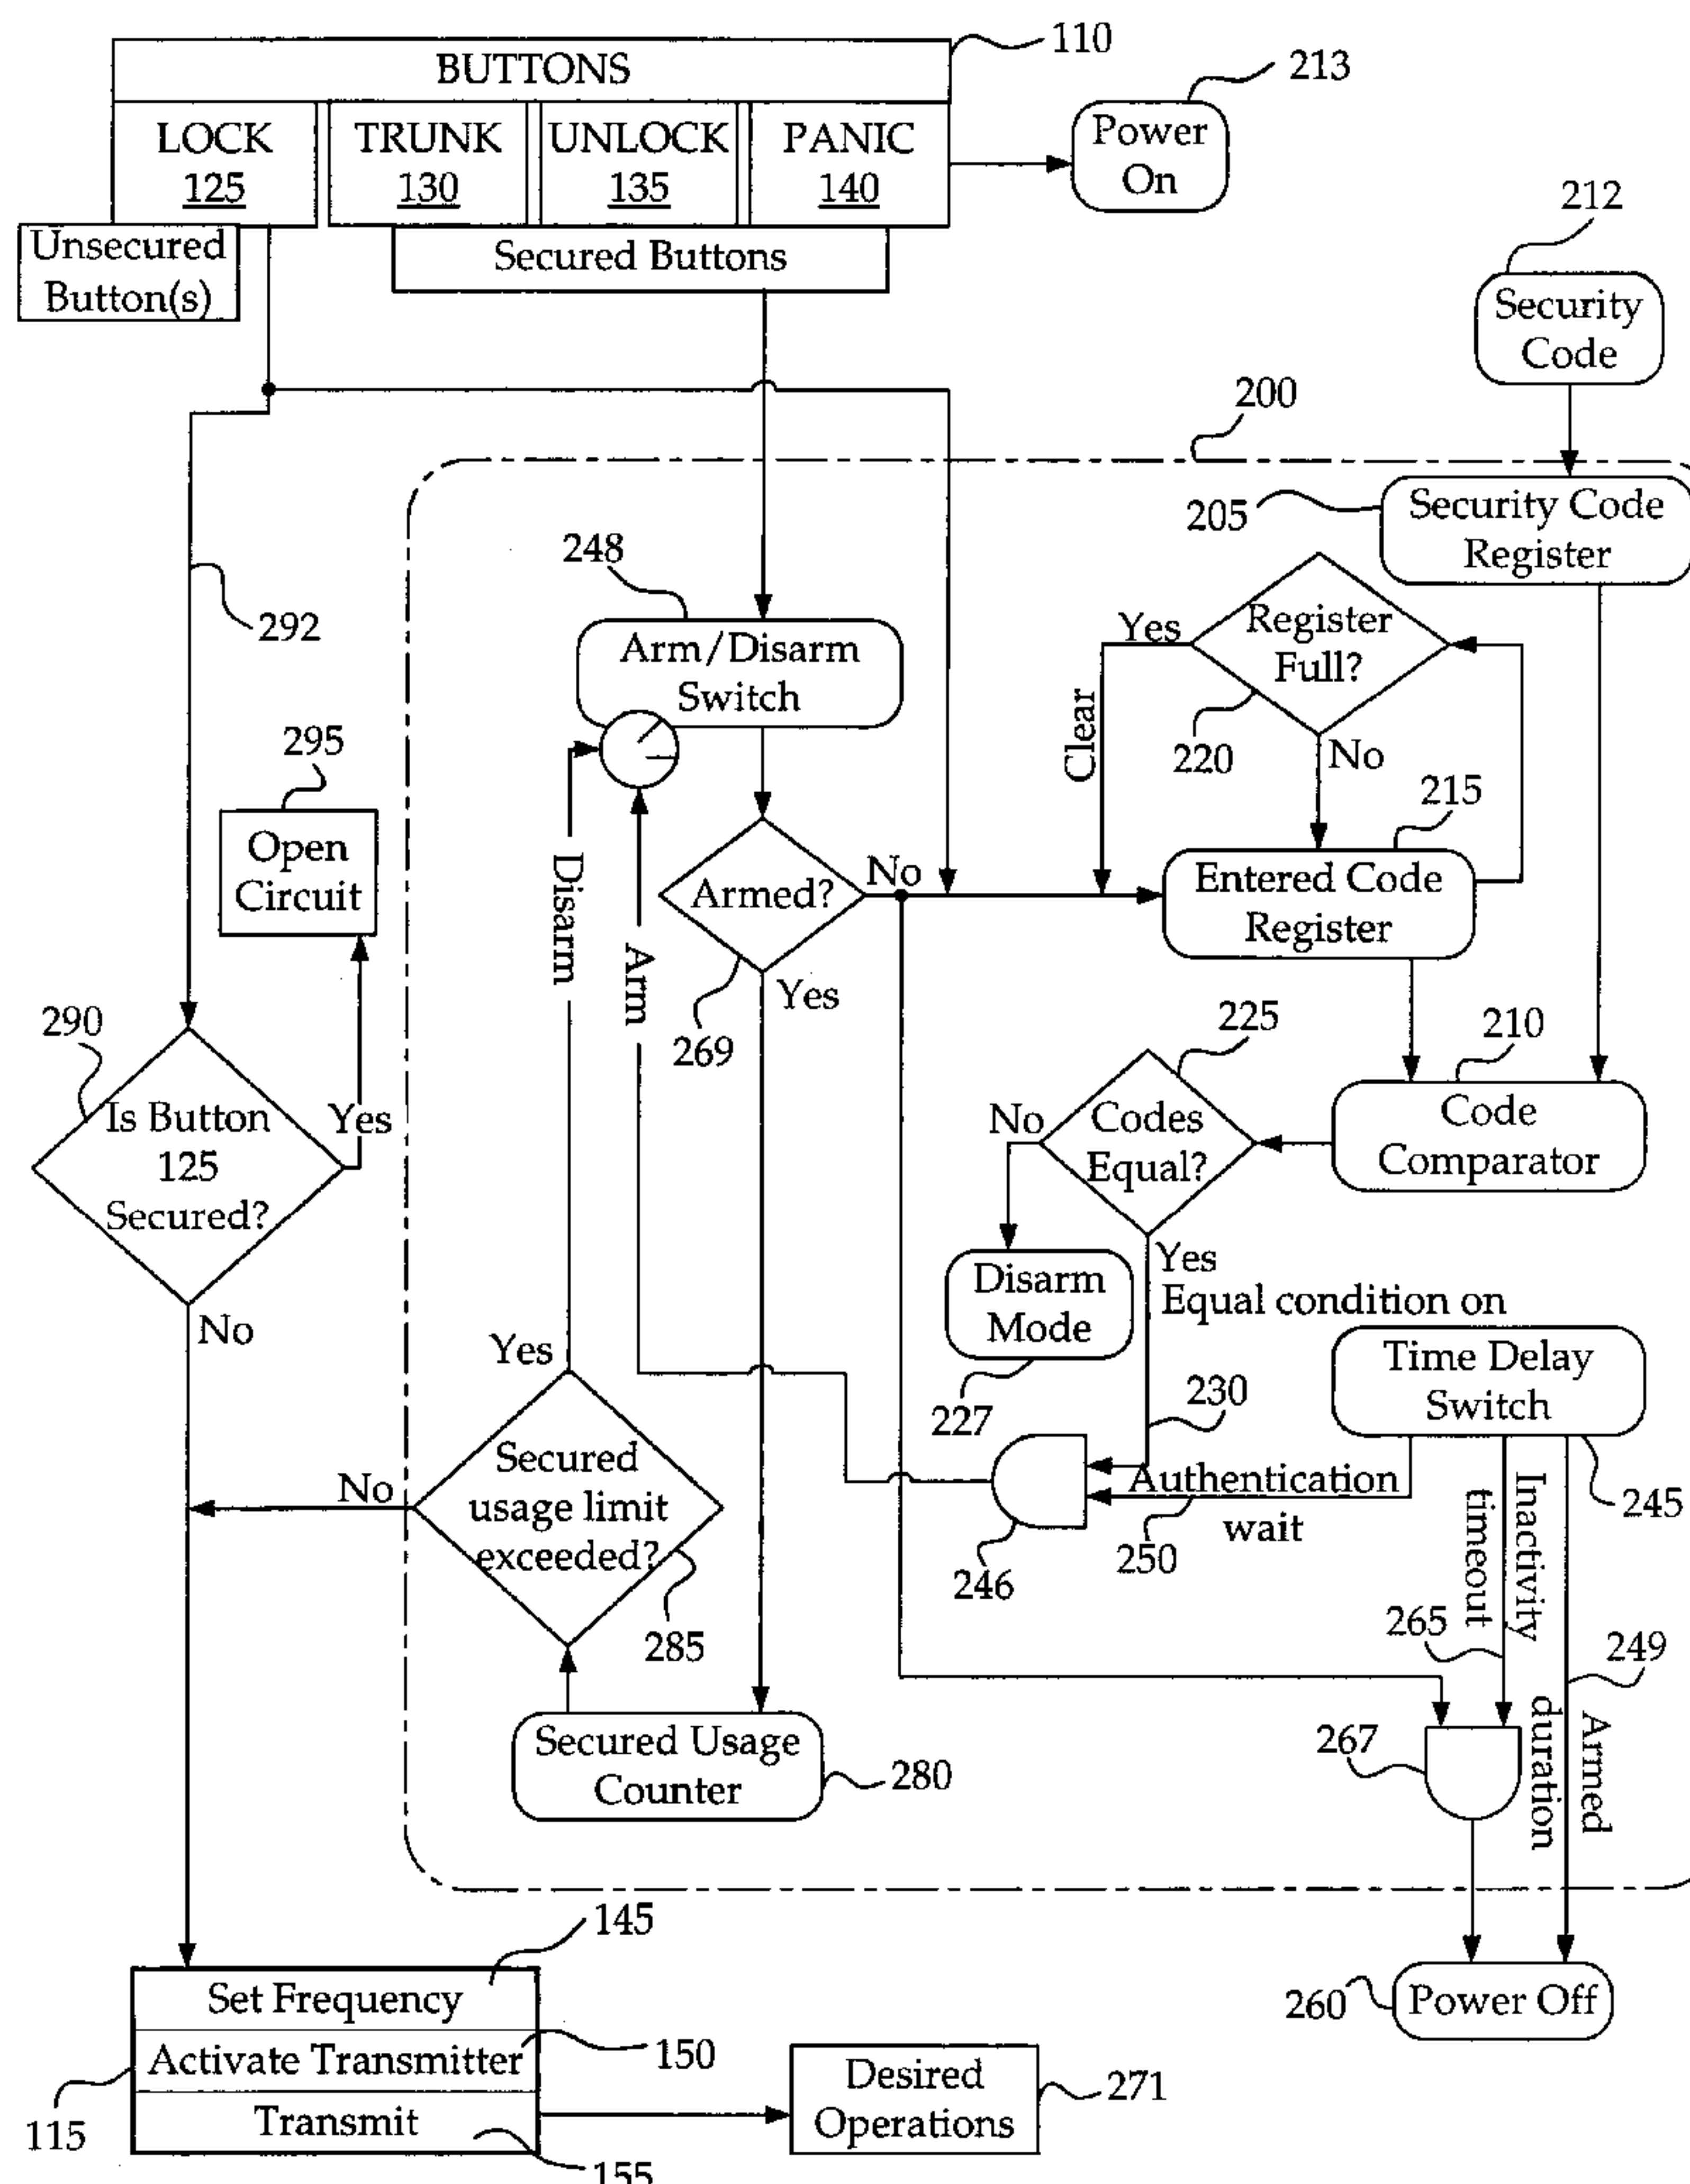 110
BUTTONS
213
LOCK
125
TRUNK
130
UNLOCK
135
PANIC
140
Power
On
212
Unsecured
Button(s)
Secured Buttons
Security
Code
200
205
Security Code
Register
248
292
Arm/Disarm
Switch
Yes
Register
Full?
Clear
220
No
295
Open
Circuit
215
Disarm
Arm
Armed?
No
Entered Code
Register
Yes
269
290
225
210
Is Button
125
Secured?
Yes
No
No
Codes
Equal?
Code
Comparator
Disarm
Mode
227
Yes
Equal condition on
Time Delay
Switch
230
Yes
No
Secured
usage limit
exceeded?
285
Authentication
wait
250
246
Inactivity
timeout
245
265
249
Armed
duration
267
Secured Usage
Counter
280
145
Set Frequency
Activate Transmitter
150
Transmit
115
155
Desired
Operations
271
260
Power Off